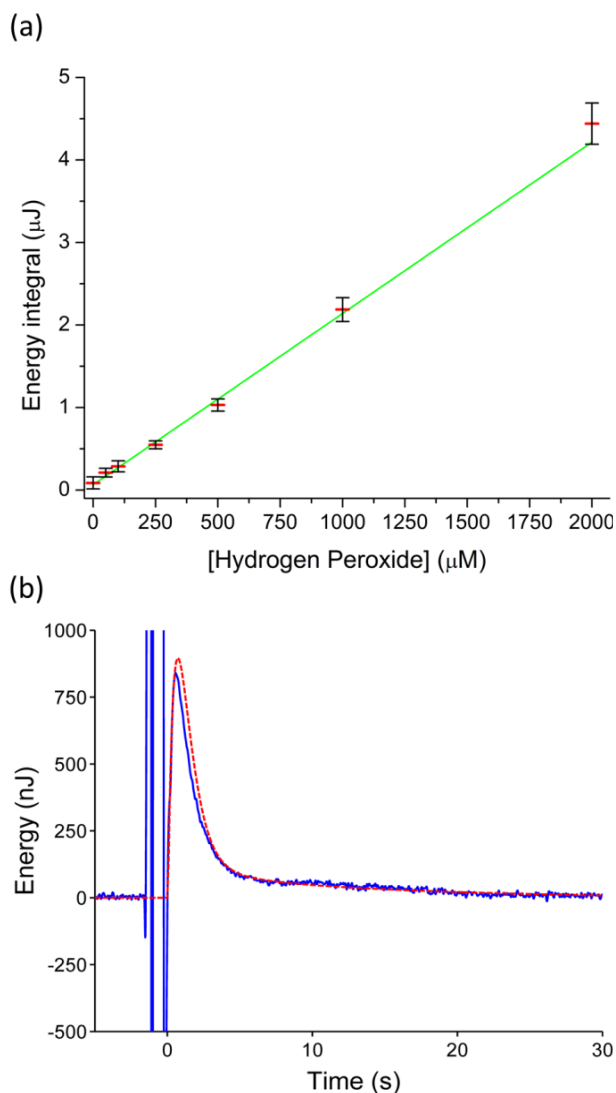 (a)
Energy integral (μJ)
5
4
3
2
1
0
0 250 500 750 1000 1250 1500 1750 2000
[Hydrogen Peroxide] (μM)
(b)
Energy (nJ)
1000
750
500
250
0
-250
-500
0 10 20 30
Time (s)